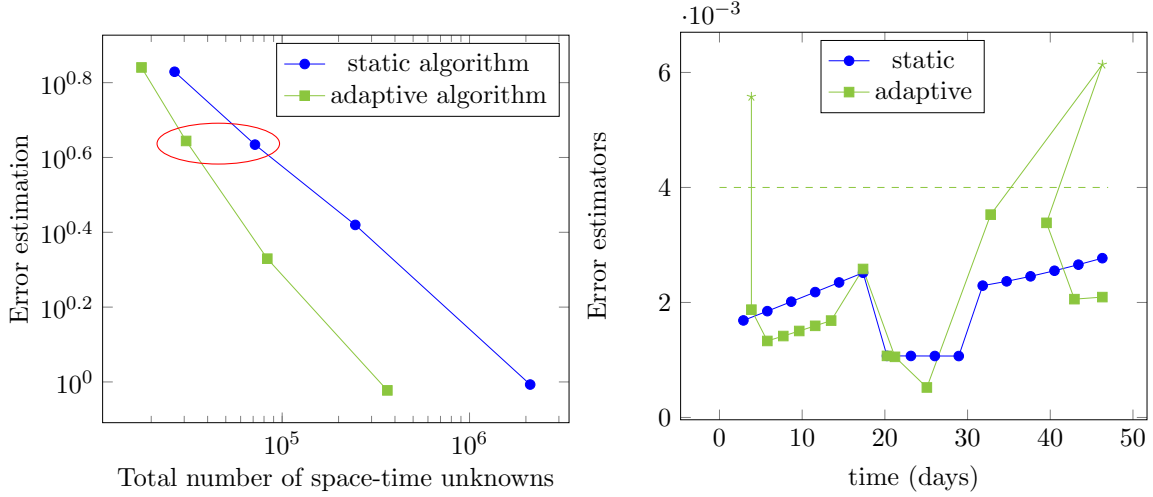 static algorithm
adaptive algorithm
10^0.8
10^0.6
10^0.4
10^0.2
10^0
10^5
10^6
Error estimation
Total number of space-time unknowns
·10^−3
static
adaptive
6
4
2
0
0
10
20
30
40
50
Error estimators
time (days)